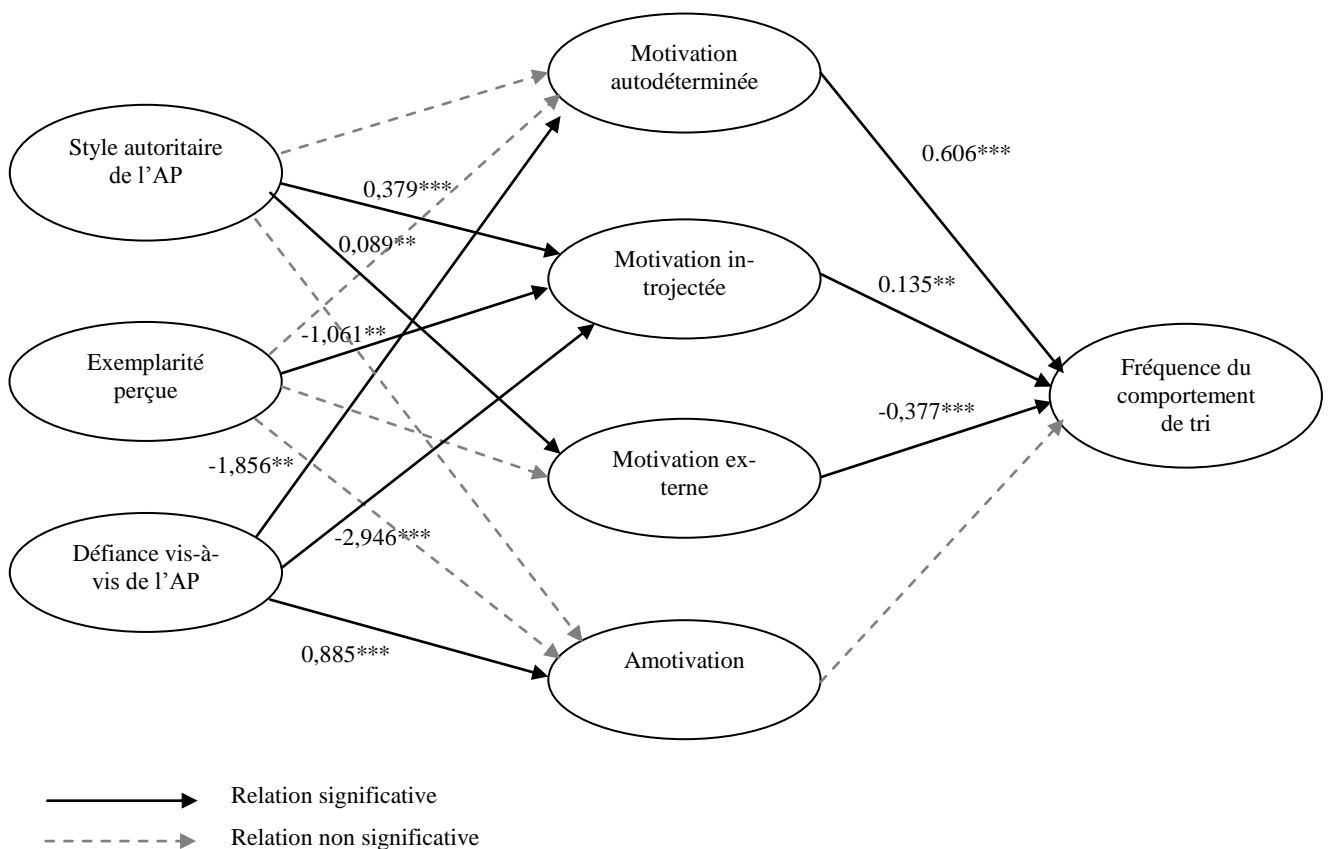 Motivation
autodéterminée
Style autoritaire
de l'AP
0.606***
0,379***
0,089**
Motivation in-
trojectée
0.135**
-1,061**
Exemplarité
perçue
Fréquence du
comportement
de tri
-0,377***
-1,856**
Motivation ex-
terne
-2,946***
Défiance vis-à-
vis de l'AP
0,885***
Amotivation
Relation significative
Relation non significative